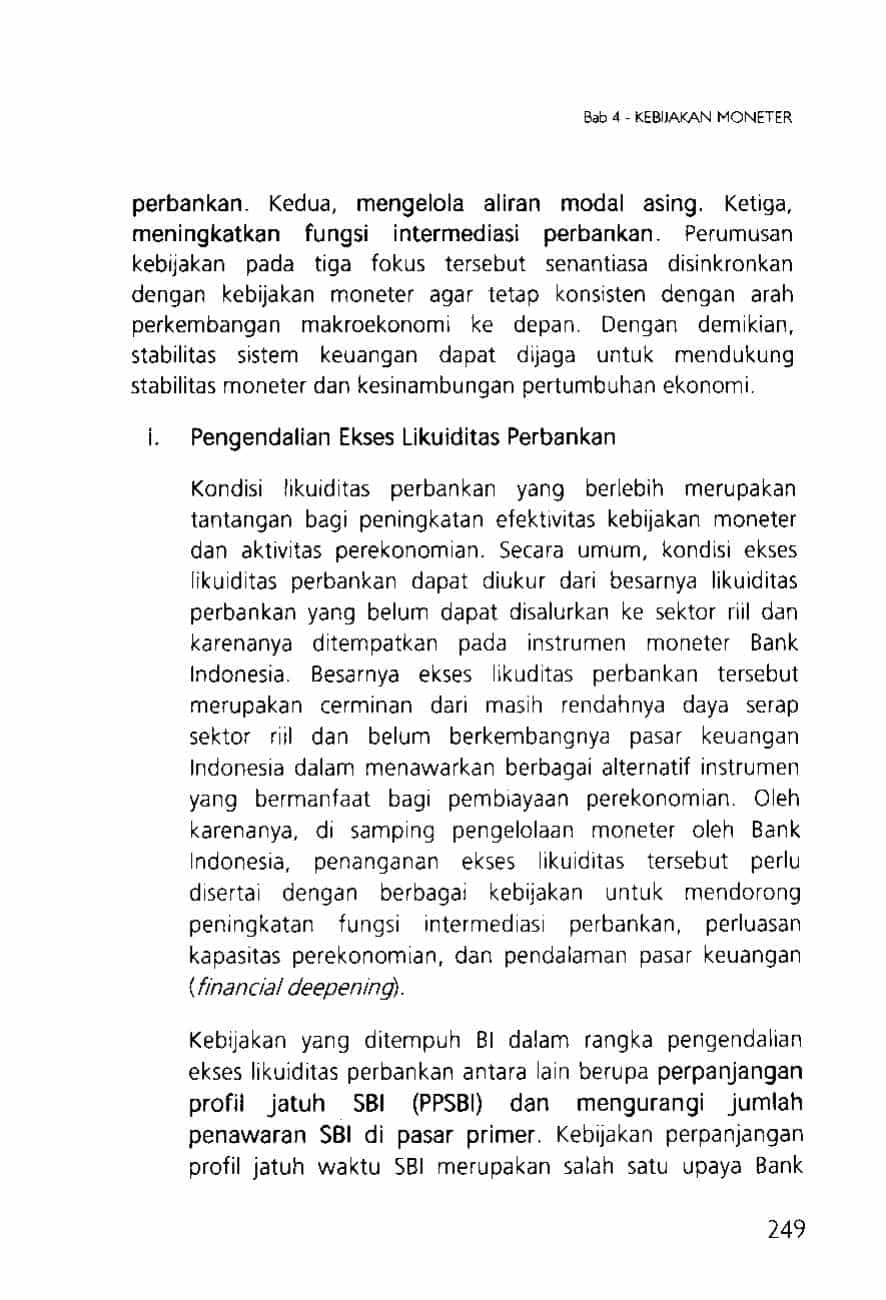 Bab 4 - KEBIJAKAN MONETER
perbankan. Kedua, mengelola aliran modal asing. Ketiga,
meningkatkan fungsi intermediasi perbankan. Perumusan
kebijakan pada tiga fokus tersebut senantiasa disinkronkan
dengan kebijakan moneter agar tetap konsisten dengan arah
perkembangan makroekonomi ke depan. Dengan demikian,
stabilitas sistem keuangan dapat dijaga untuk mendukung
stabilitas moneter dan kesinambungan pertumbuhan ekonomi.
i. Pengendalian Ekses Likuiditas Perbankan
Kondisi likuiditas perbankan yang berlebih merupakan
tantangan bagi peningkatan efektivitas kebijakan moneter
dan aktivitas perekonomian. Secara umum, kondisi ekses
likuiditas perbankan dapat diukur dari besarnya likuiditas
perbankan yang belum dapat disalurkan ke sektor riil dan
karenanya ditempatkan pada instrumen moneter Bank
Indonesia. Besarnya ekses likuditas perbankan tersebut
merupakan cerminan dari masih rendahnya daya serap
sektor riil dan belum berkembangnya pasar keuangan
Indonesia dalam menawarkan berbagai alternatif instrumen
yang bermanfaat bagi pembiayaan perekonomian. Oleh
karenanya, di samping pengelolaan moneter oleh Bank
Indonesia, penanganan ekses likuiditas tersebut perlu
disertai dengan berbagai kebijakan untuk mendorong
peningkatan fungsi intermediasi perbankan, perluasan
kapasitas perekonomian, dan pendalaman pasar keuangan
(financial deepening).
Kebijakan yang ditempuh BI dalam rangka pengendalian
ekses likuiditas perbankan antara lain berupa perpanjangan
profil jatuh SBI (PPSBI) dan mengurangi jumlah
penawaran SBI di pasar primer. Kebijakan perpanjangan
profil jatuh waktu SBI merupakan salah satu upaya Bank
249